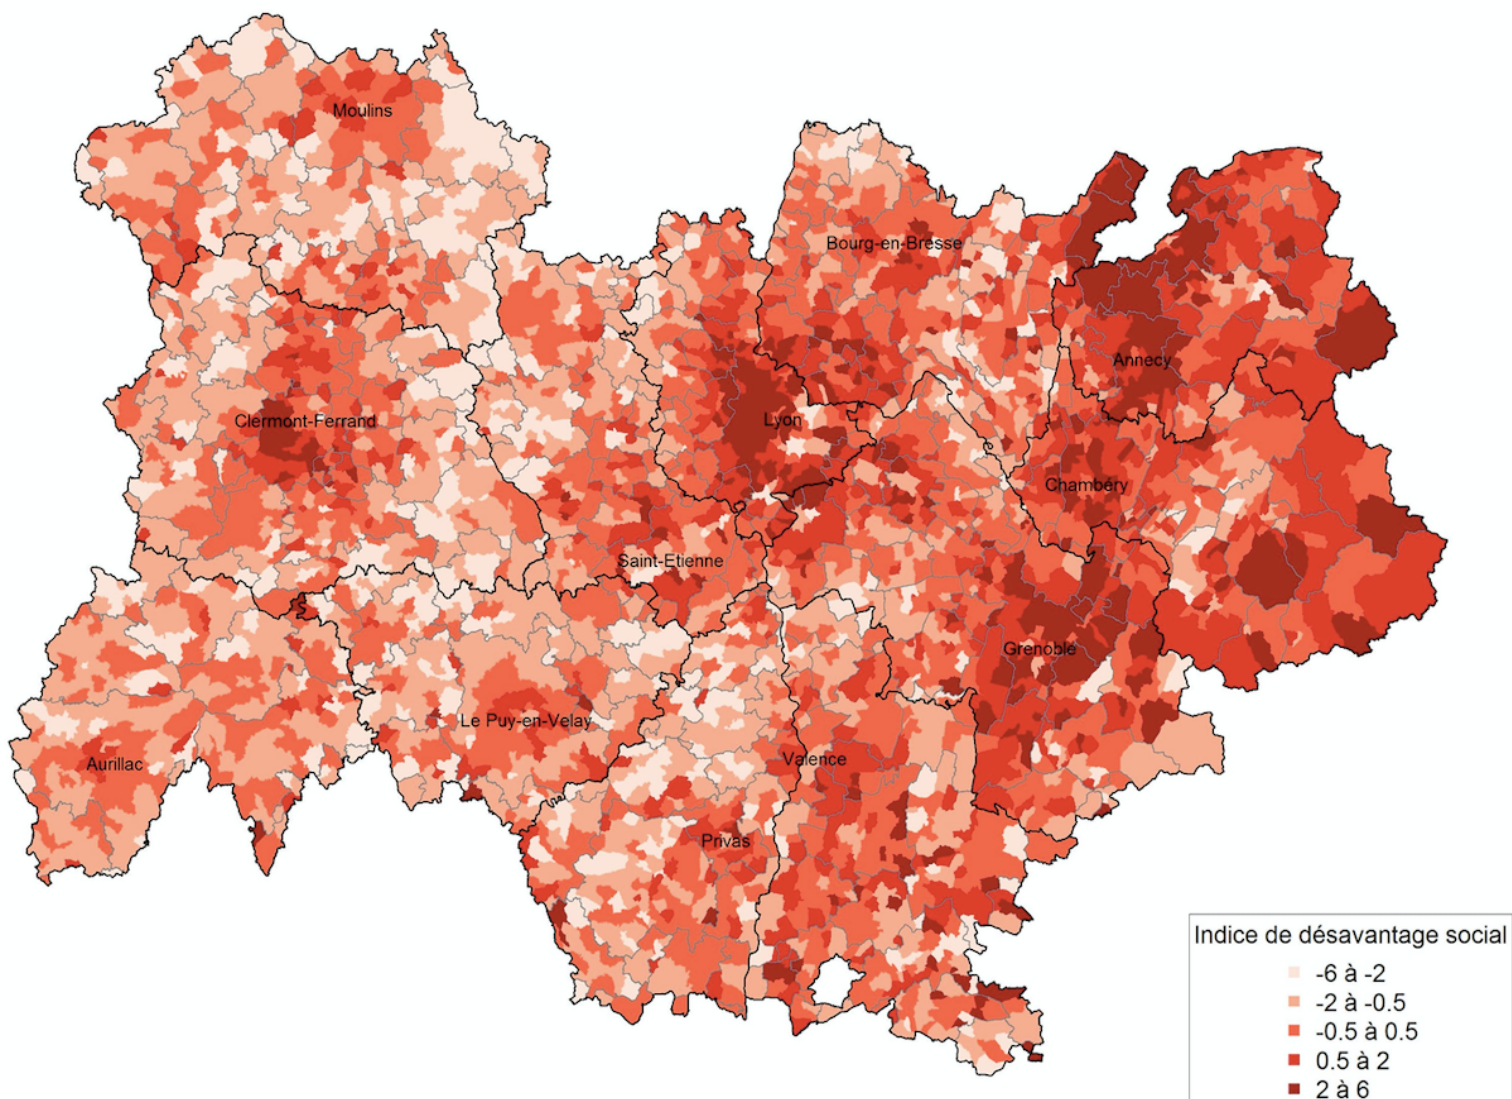 Moulins
Bourg-en-Bresse
Annecy
Clermont-Ferrand
Lyon
Chambéry
Saint-Etienne
Grenoble
Le Puy-en-Velay
Aurillac
Valence
Privas
Indice de désavantage social
-6 à -2
-2 à -0.5
-0.5 à 0.5
0.5 à 2
2 à 6